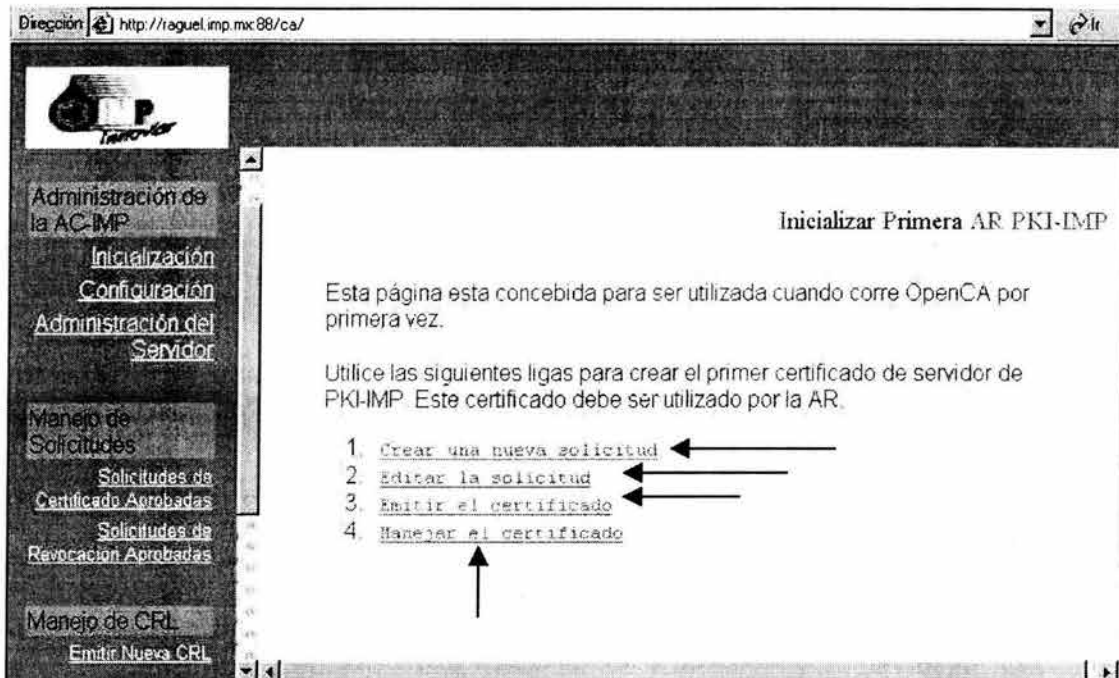 Dirección http://raguel.imp.mx:88/ca/ Ir
IMP
Innovar
Administración de
la AC-IMP
Inicialización
Configuración
Administración del
Servidor
Manejo de
Solicitudes
Solicitudes de
Certificado Aprobadas
Solicitudes de
Revocación Aprobadas
Manejo de CRL
Emitir Nueva CRL
Inicializar Primera AR PKI-IMP
Esta página esta concebida para ser utilizada cuando corre OpenCA por
primera vez.
Utilice las siguientes ligas para crear el primer certificado de servidor de
PKI-IMP. Este certificado debe ser utilizado por la AR.
1. Crear una nueva solicitud
2. Editar la solicitud
3. Emitir el certificado
4. Manejar el certificado